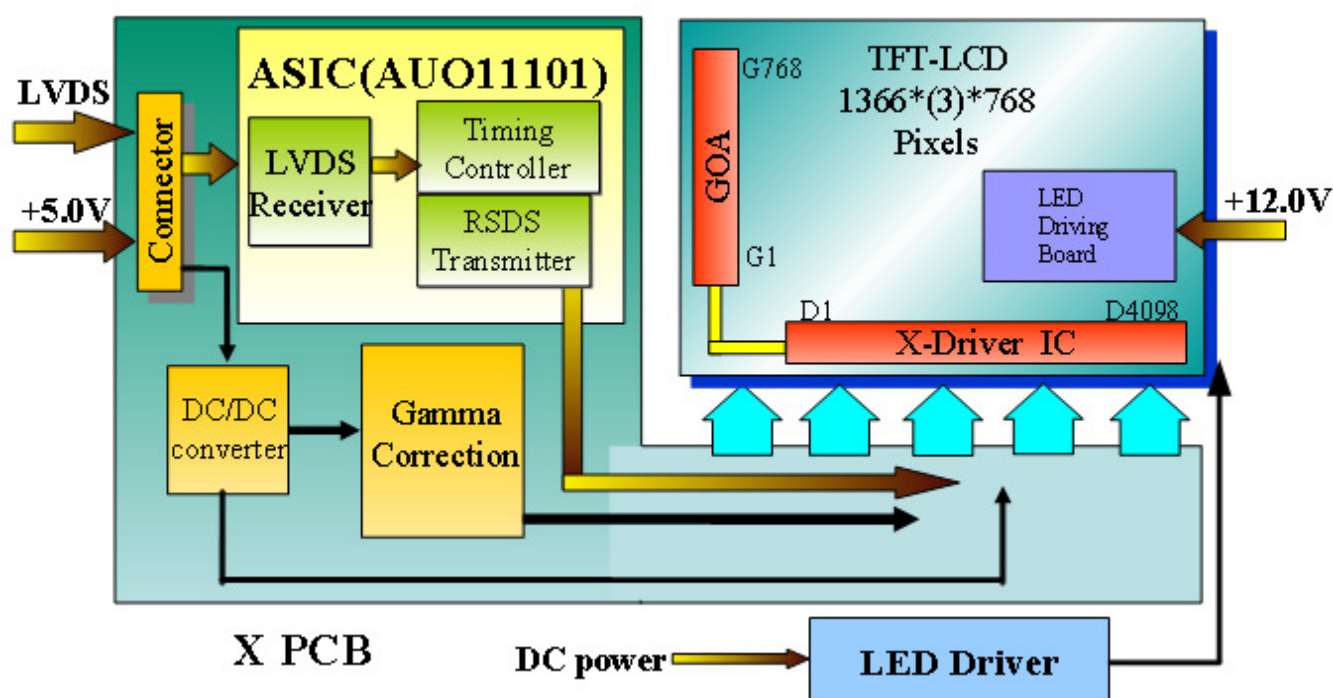 LVDS
+5.0V
Connector
ASIC(AUO11101)
LVDS
Receiver
Timing
Controller
RSDS
Transmitter
DC/DC
converter
Gamma
Correction
X PCB
G768
GOA
G1
TFT-LCD
1366*(3)*768
Pixels
LED
Driving
Board
+12.0V
D1
D4098
X-Driver IC
DC power
LED Driver